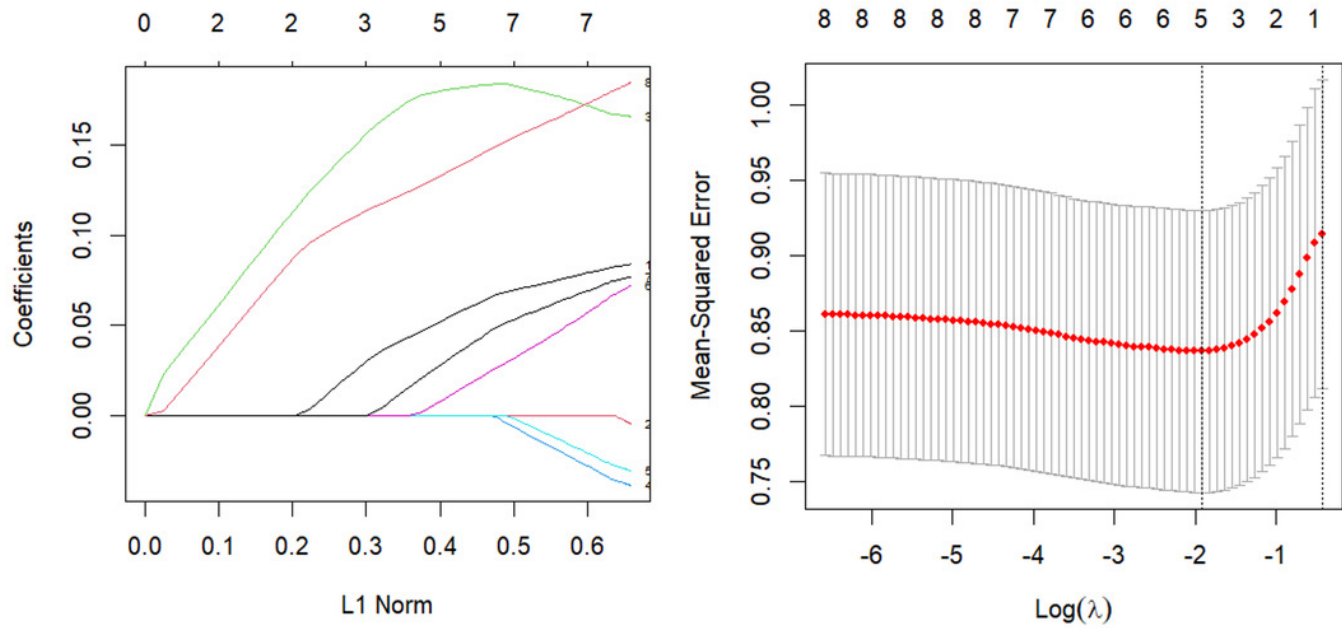 0 2 2 3 5 7 7
Coefficients
0.15
0.10
0.05
0.00
8
3
1
7
6
2
5
4
0.0 0.1 0.2 0.3 0.4 0.5 0.6
L1 Norm
8 8 8 8 8 7 7 6 6 6 5 3 2 1
Mean-Squared Error
1.00
0.95
0.90
0.85
0.80
0.75
-6 -5 -4 -3 -2 -1
Log(λ)